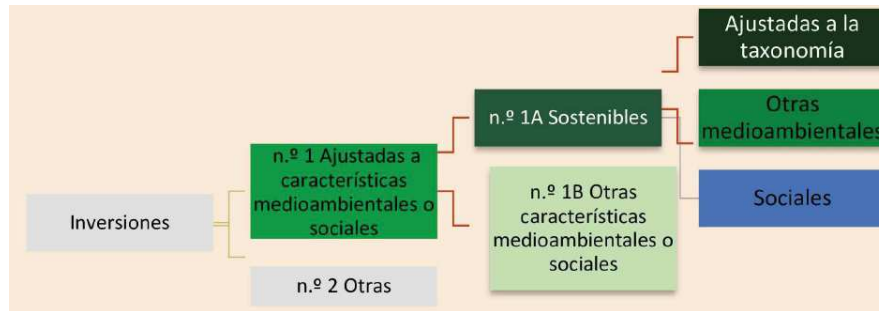 Inversiones
n.º 1 Ajustadas a
características
medioambientales o
sociales
n.º 2 Otras
n.º 1A Sostenibles
n.º 1B Otras
características
medioambientales o
sociales
Ajustadas a la
taxonomía
Otras
medioambientales
Sociales